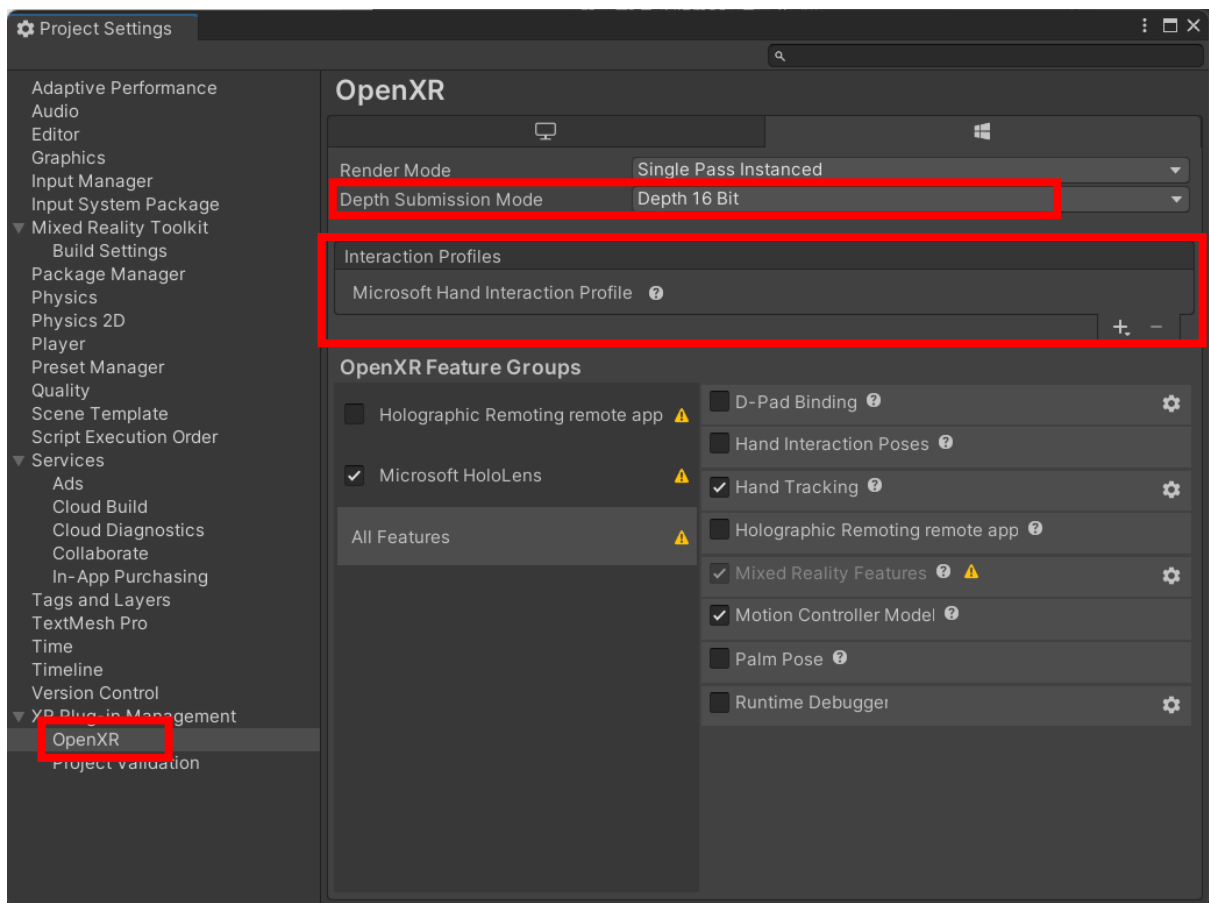 Project Settings
Adaptive Performance
Audio
Editor
Graphics
Input Manager
Input System Package
Mixed Reality Toolkit
Build Settings
Package Manager
Physics
Physics 2D
Player
Preset Manager
Quality
Scene Template
Script Execution Order
Services
Ads
Cloud Build
Cloud Diagnostics
Collaborate
In-App Purchasing
Tags and Layers
TextMesh Pro
Time
Timeline
Version Control
XR Plug-in Management
OpenXR
Project Validation
OpenXR
Render Mode Single Pass Instanced
Depth Submission Mode Depth 16 Bit
Interaction Profiles
Microsoft Hand Interaction Profile
OpenXR Feature Groups
Holographic Remoting remote app
Microsoft HoloLens
All Features
D-Pad Binding
Hand Interaction Poses
Hand Tracking
Holographic Remoting remote app
Mixed Reality Features
Motion Controller Model
Palm Pose
Runtime Debugger